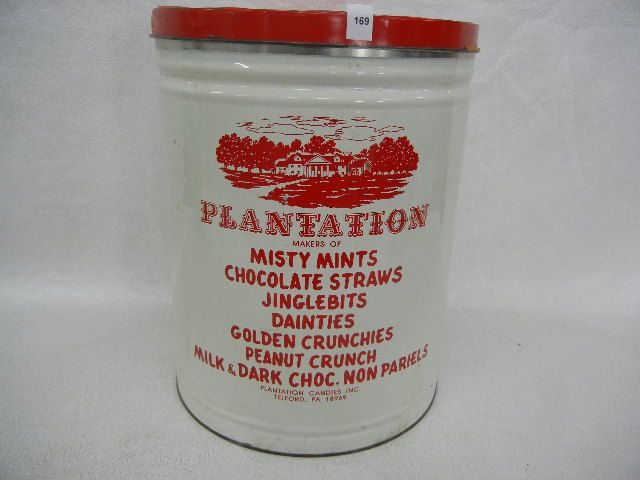 169
PLANTATION
MAKERS OF
MISTY MINTS
CHOCOLATE STRAWS
JINGLEBITS
DAINTIES
GOLDEN CRUNCHIES
PEANUT CRUNCH
MILK & DARK CHOC. NON PARIELS
PLANTATION CANDIES INC.
TELFORD, PA 18969